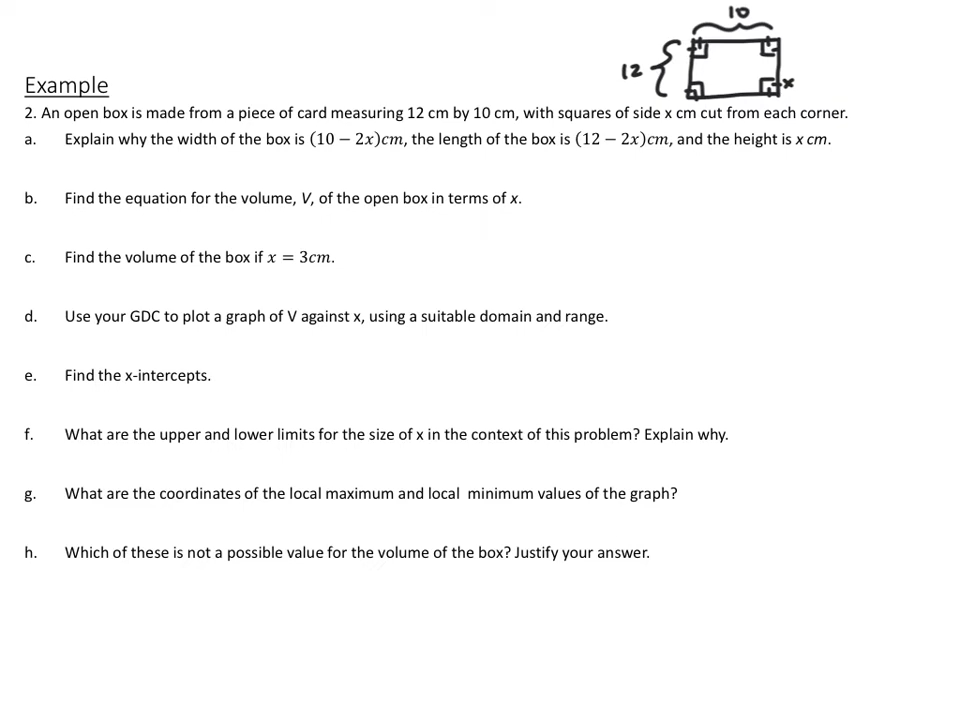 10
12
x
Example
2. An open box is made from a piece of card measuring 12 cm by 10 cm, with squares of side x cm cut from each corner.
a. Explain why the width of the box is (10 − 2x)cm, the length of the box is (12 − 2x)cm, and the height is x cm.
b. Find the equation for the volume, V, of the open box in terms of x.
c. Find the volume of the box if x = 3cm.
d. Use your GDC to plot a graph of V against x, using a suitable domain and range.
e. Find the x-intercepts.
f. What are the upper and lower limits for the size of x in the context of this problem? Explain why.
g. What are the coordinates of the local maximum and local minimum values of the graph?
h. Which of these is not a possible value for the volume of the box? Justify your answer.